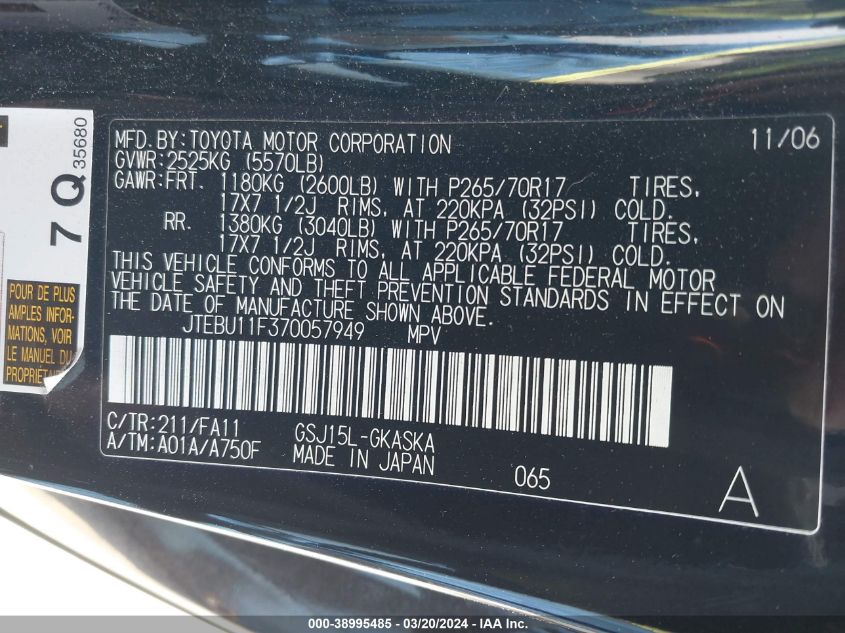 7 Q 35680
POUR DE PLUS
AMPLES INFOR-
MATIONS, VOIR
LE MANUEL DU
PROPRIÉTAI
MFD.BY:TOYOTA MOTOR CORPORATION 11/06
GVWR:2525KG (5570LB)
GAWR:FRT. 1180KG (2600LB) WITH P265/70R17 TIRES,
17X7 1/2J RIMS, AT 220KPA (32PSI) COLD.
RR. 1380KG (3040LB) WITH P265/70R17 TIRES,
17X7 1/2J RIMS, AT 220KPA (32PSI) COLD.
THIS VEHICLE CONFORMS TO ALL APPLICABLE FEDERAL MOTOR
VEHICLE SAFETY AND THEFT PREVENTION STANDARDS IN EFFECT ON
THE DATE OF MANUFACTURE SHOWN ABOVE.
JTEBU11F370057949 MPV
C/TR:211/FA11 GSJ15L-GKASKA
A/TM:A01A/A750F MADE IN JAPAN 065 A
000-38995485 - 03/20/2024 - IAA Inc.